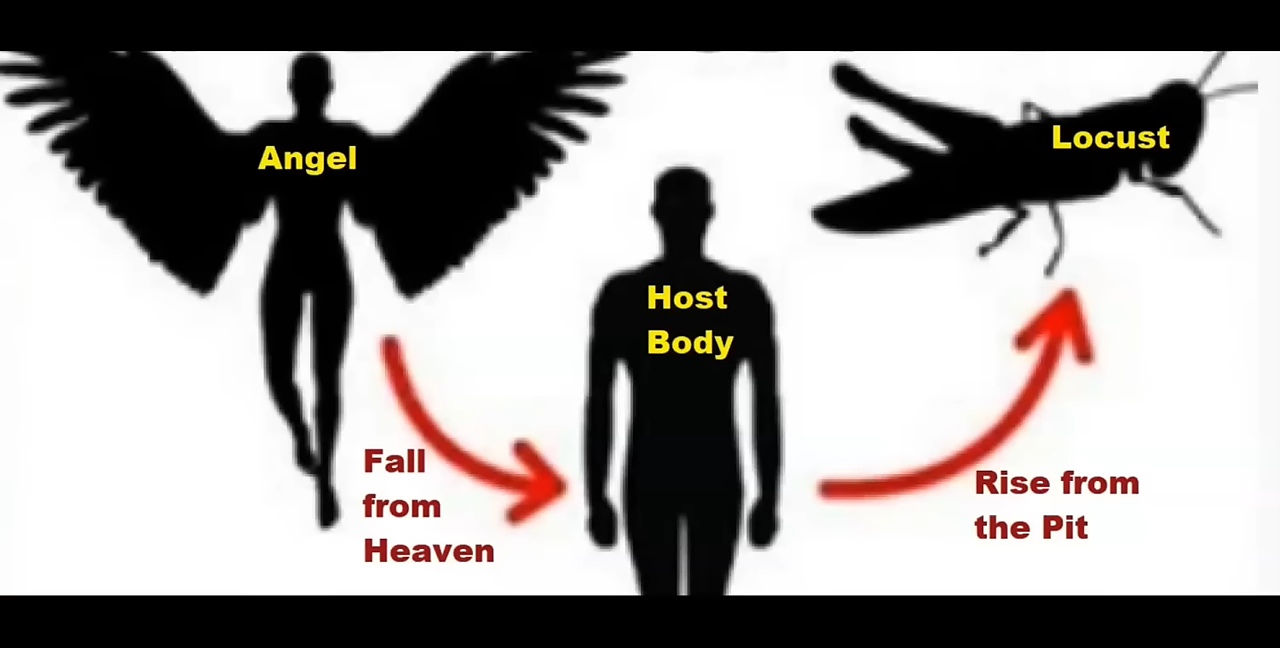 Angel
Fall
from
Heaven
Host
Body
Locust
Rise from
the Pit